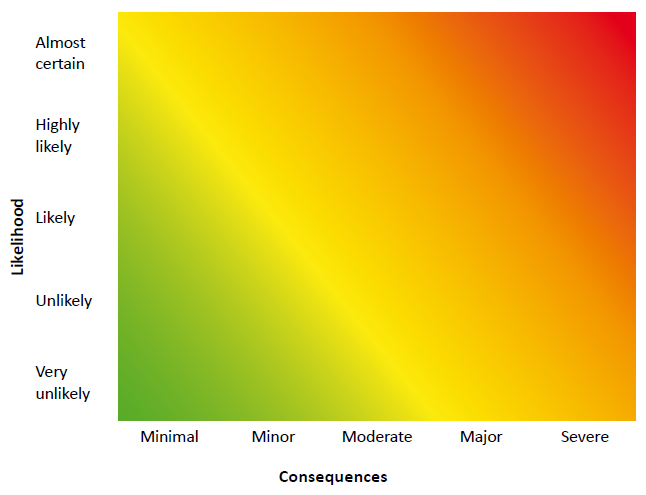 Almost
certain
Highly
likely
Likelihood
Likely
Unlikely
Very
unlikely
Minimal Minor Moderate Major Severe
Consequences